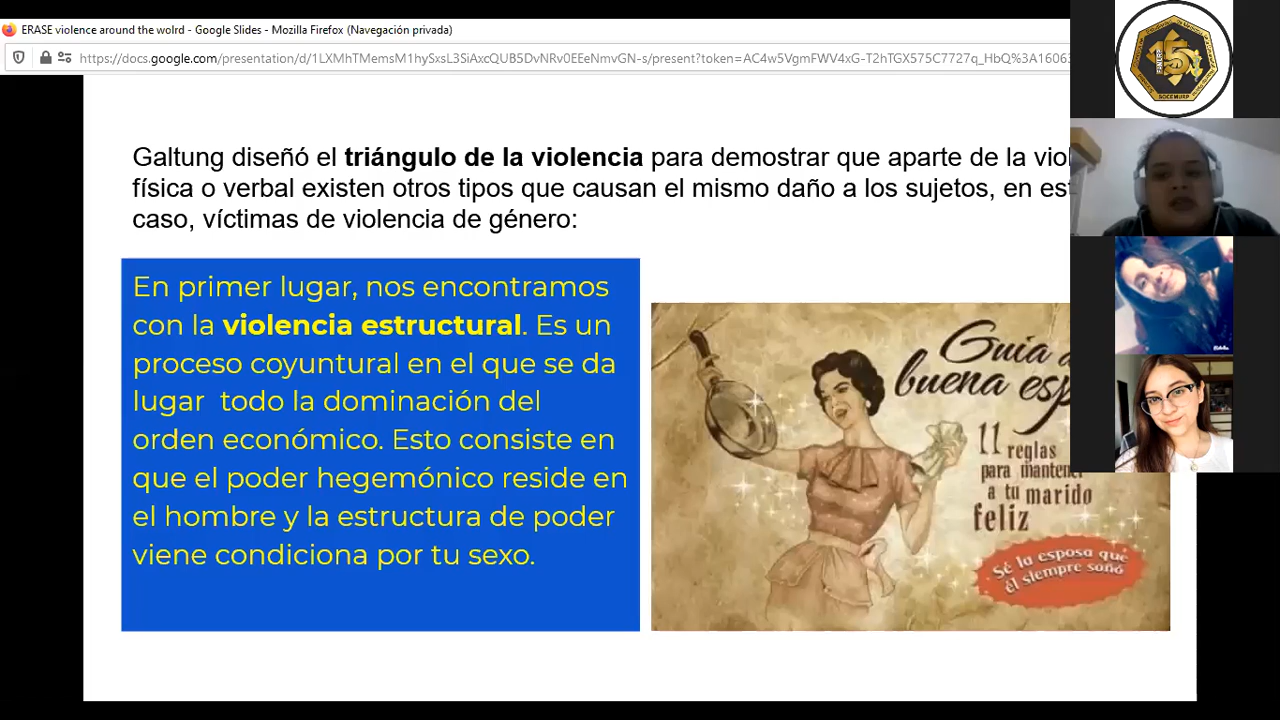 ERASE violence around the wolrd - Google Slides - Mozilla Firefox (Navegación privada)
https://docs.google.com/presentation/d/1LXMhTMemsM1hySxsL3SiAxcQUB5DvNRv0EEeNmvGN-s/present?token=AC4w5VgmFWV4xG-T2hTGX575C7727q_HbQ%3A16063
Galtung diseñó el triángulo de la violencia para demostrar que aparte de la viol
física o verbal existen otros tipos que causan el mismo daño a los sujetos, en est
caso, víctimas de violencia de género:
En primer lugar, nos encontramos
con la violencia estructural. Es un
proceso coyuntural en el que se da
lugar todo la dominación del
orden económico. Esto consiste en
que el poder hegemónico reside en
el hombre y la estructura de poder
viene condiciona por tu sexo.
Guía d
buena esp
11 reglas
para mantener
a tu marido
feliz
Sé la esposa que
él siempre soñó
15
SOCEMURP